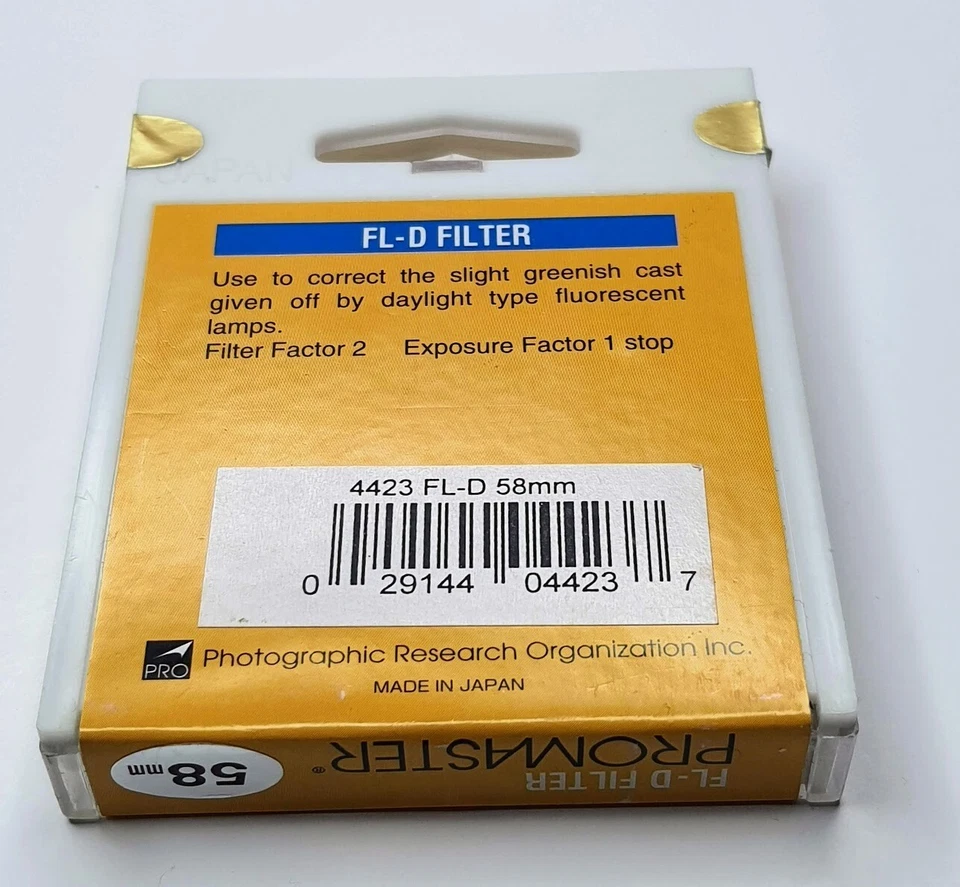 JAPAN
FL-D FILTER
Use to correct the slight greenish cast
given off by daylight type fluorescent
lamps.
Filter Factor 2 Exposure Factor 1 stop
4423 FL-D 58mm
0 29144 04423 7
PRO Photographic Research Organization Inc.
MADE IN JAPAN
PROMASTER®
FL-D FILTER
58mm